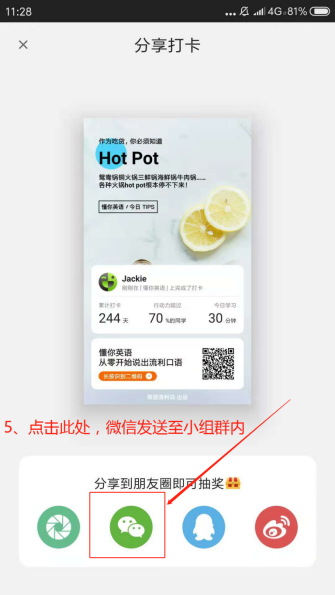 11:28
4G 81%
分享打卡
作为吃货，你必须知道
Hot Pot
鸳鸯锅铜火锅三鲜锅海鲜锅牛肉锅……
各种火锅hot pot根本停不下来！
懂你英语 / 今日 TIPS
Jackie
刚刚在 | 懂你英语 | 上完成了打卡
累计打卡
行动力超过
今日学习
244 天
70 %的同学
30 分钟
懂你英语
从零开始说出流利口语
长按识别二维码
5、点击此处，微信发送至小组群内
分享到朋友圈即可抽奖